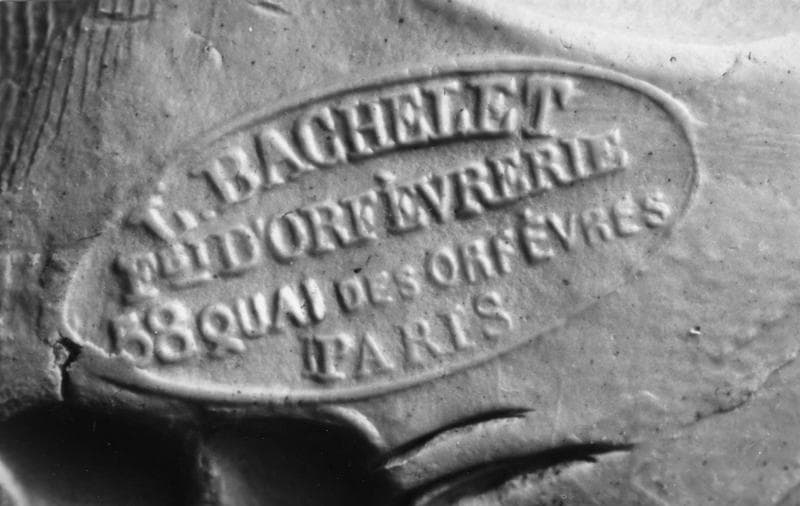 L. BACHELET
Fᵗ D'ORFÈVRERIE
58 QUAI DES ORFÈVRES
PARIS